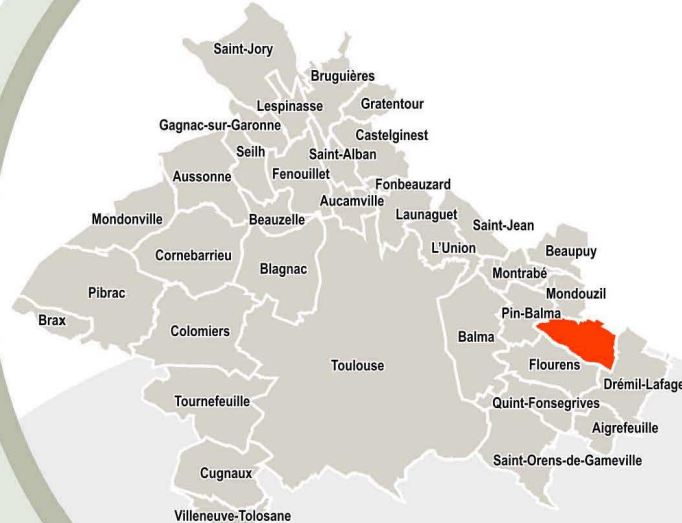 Saint-Jory
Bruguières
Lespinasse
Gratentour
Gagnac-sur-Garonne
Castelginest
Seilh
Saint-Alban
Aussonne
Fenouillet
Fonbeauzard
Aucamville
Mondonville
Beauzelle
Launaguet
Saint-Jean
L'Union
Beaupuy
Cornebarrieu
Blagnac
Montrabé
Pibrac
Mondouzil
Brax
Pin-Balma
Colomiers
Balma
Toulouse
Flourens
Drémil-Lafage
Tournefeuille
Quint-Fonsegrives
Aigrefeuille
Saint-Orens-de-Gameville
Cugnaux
Villeneuve-Tolosane